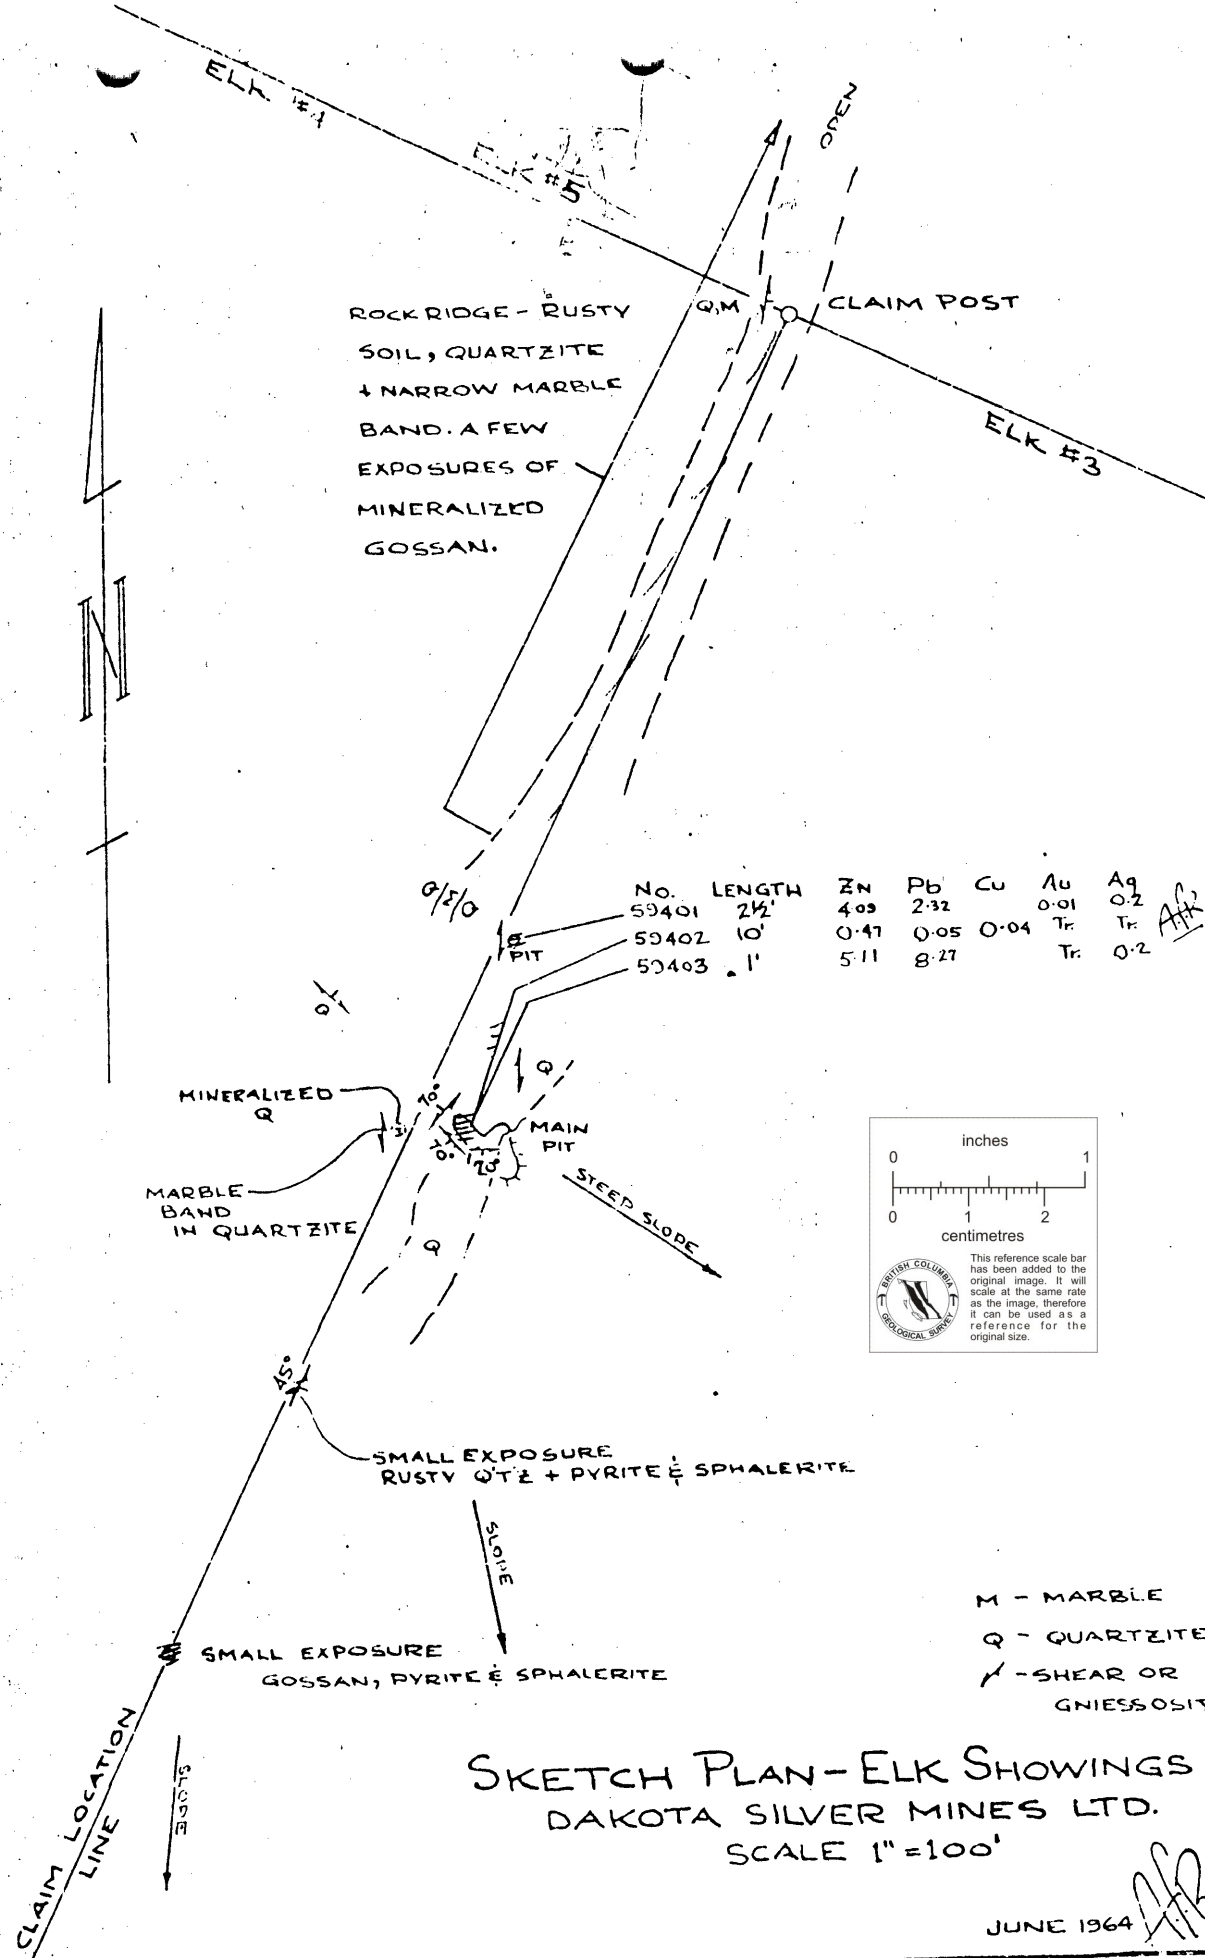 ELK #4
ELK #5
OPEN
ROCK RIDGE - RUSTY
SOIL, QUARTZITE
+ NARROW MARBLE
BAND. A FEW
EXPOSURES OF
MINERALIZED
GOSSAN.
Q,M
CLAIM POST
ELK #3
N
No. LENGTH ZN Pb Cu Au Ag
59401 2½' 4.09 2.32 0.01 0.2
59402 10' 0.47 0.05 0.04 Tr. Tr.
59403 1' 5.11 8.27 Tr. 0.2
PIT
Q
Q
MINERALIZED
Q
70°
70°
70°
MAIN
PIT
MARBLE
BAND
IN QUARTZITE
STEEP SLOPE
Q
inches
0 1
0 1 2
centimetres
BRITISH COLUMBIA
GEOLOGICAL SURVEY
This reference scale bar
has been added to the
original image. It will
scale at the same rate
as the image, therefore
it can be used as a
reference for the
original size.
45°
SMALL EXPOSURE
RUSTY QTZ + PYRITE & SPHALERITE
SLOPE
SMALL EXPOSURE
GOSSAN, PYRITE & SPHALERITE
M - MARBLE
Q - QUARTZITE
- SHEAR OR
GNIESSOSIT
CLAIM LOCATION
LINE
SLOPE
SKETCH PLAN - ELK SHOWINGS
DAKOTA SILVER MINES LTD.
SCALE 1" = 100'
JUNE 1964